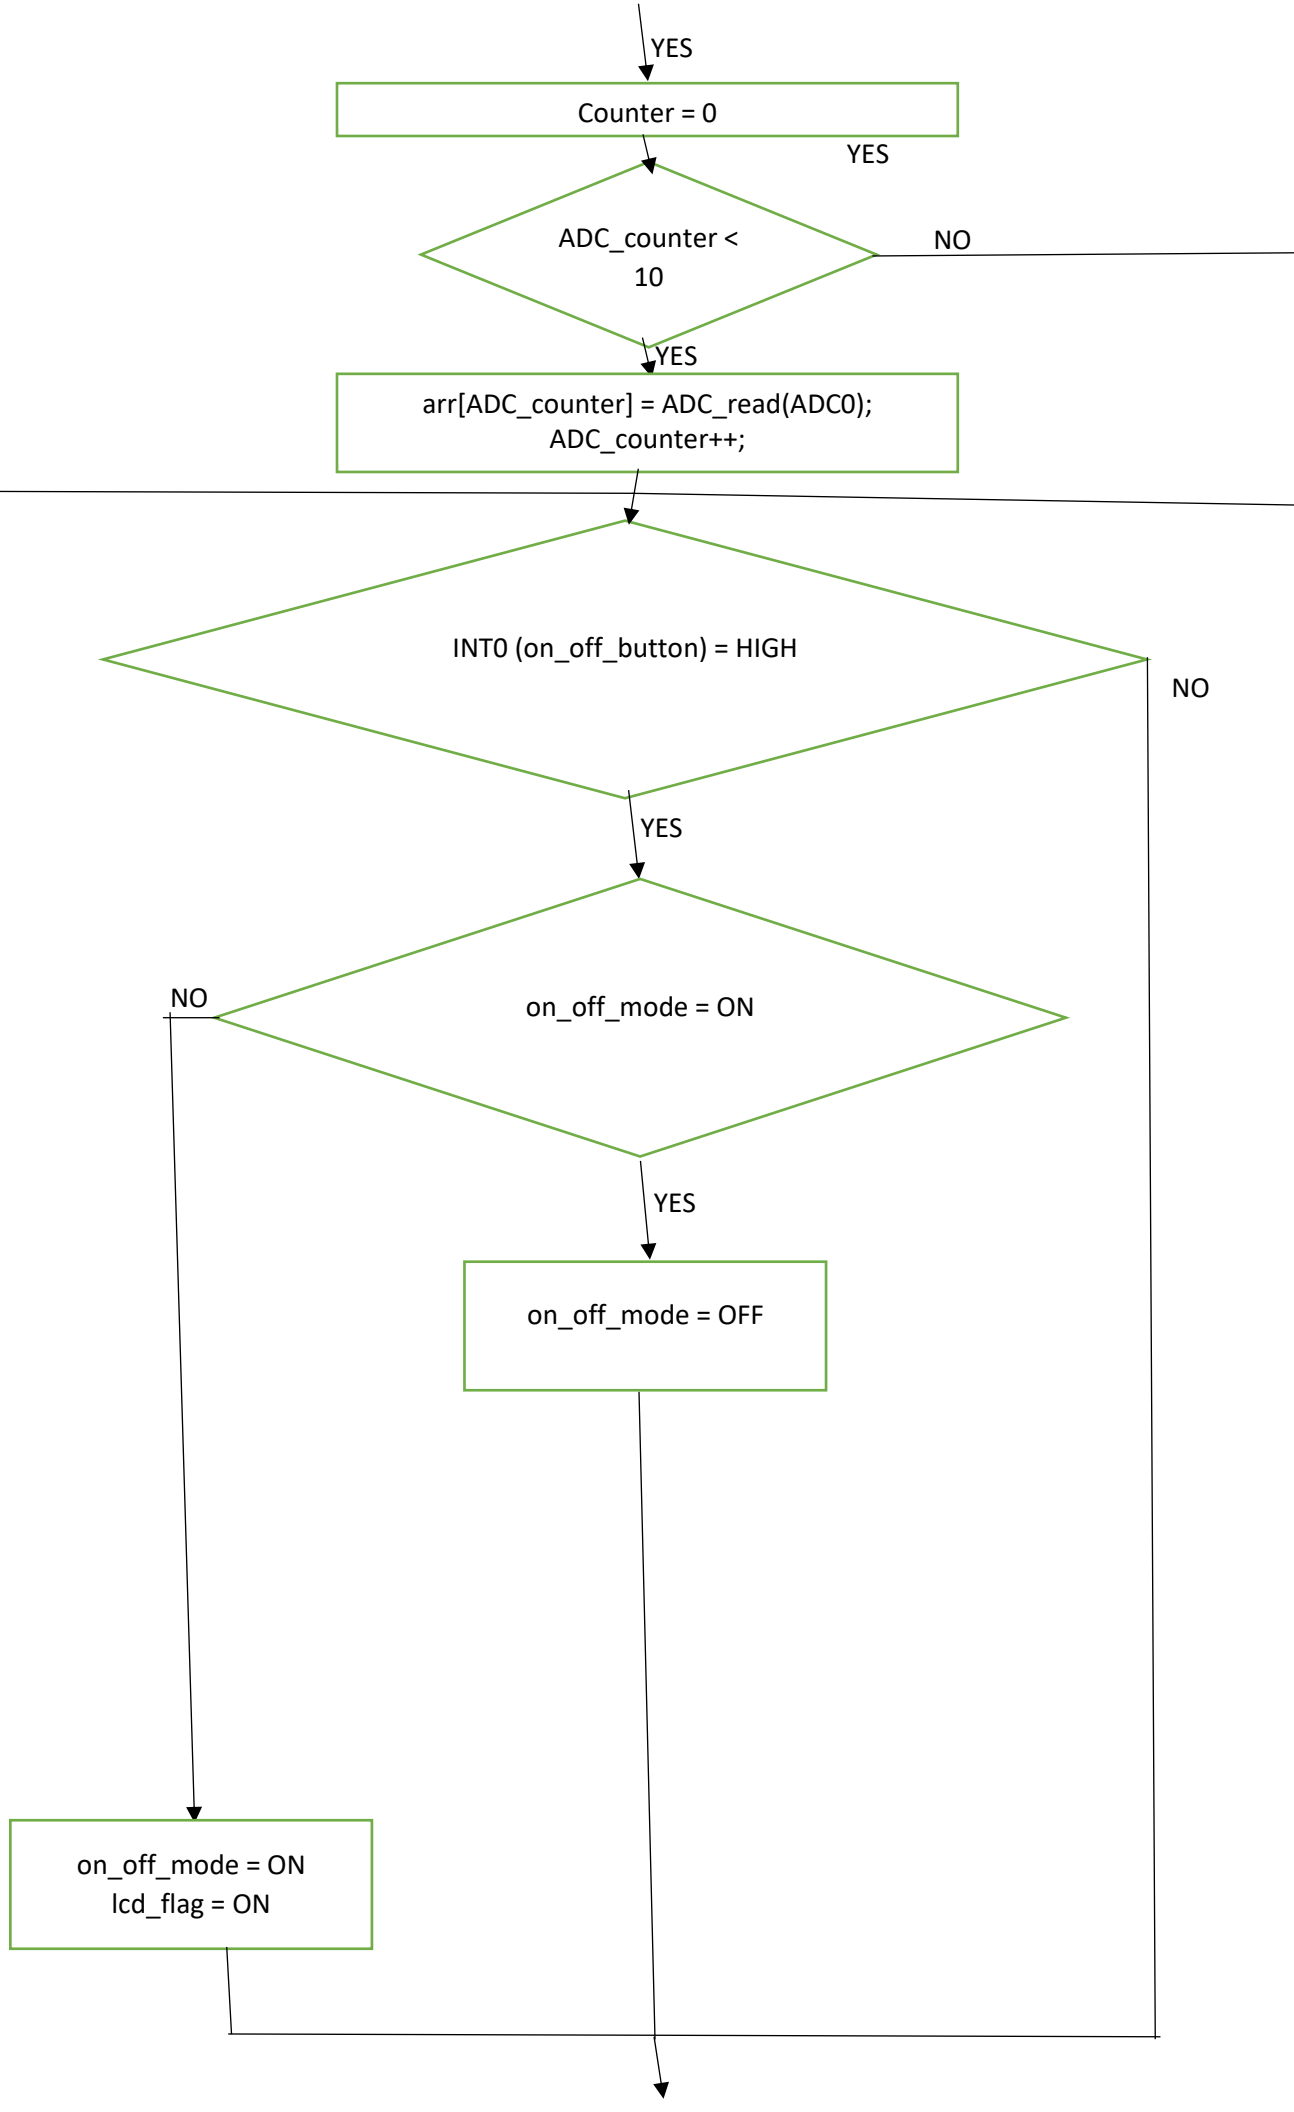 YES
Counter = 0
YES
ADC_counter <
10
NO
YES
arr[ADC_counter] = ADC_read(ADC0);
ADC_counter++;
INT0 (on_off_button) = HIGH
NO
YES
NO
on_off_mode = ON
YES
on_off_mode = OFF
on_off_mode = ON
lcd_flag = ON